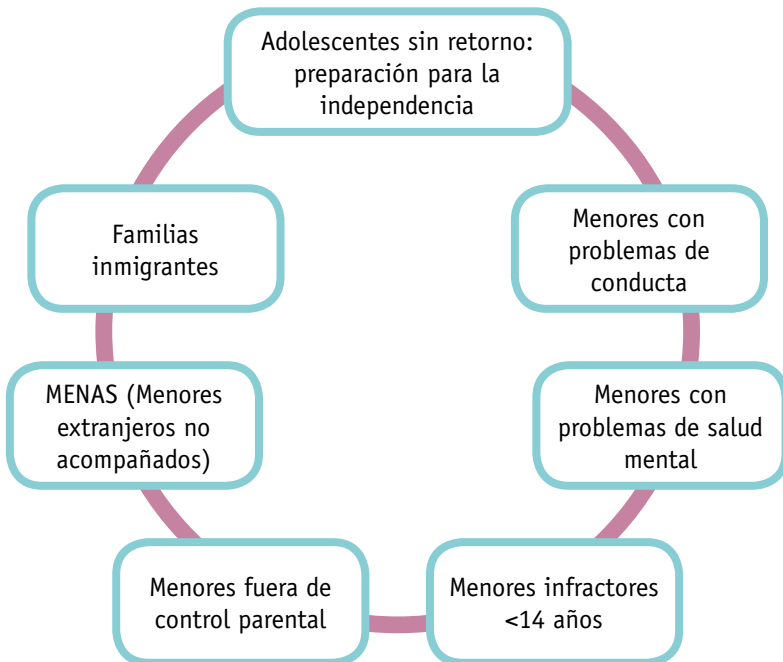 Adolescentes sin retorno:
preparación para la
independencia
Menores con
problemas de
conducta
Menores con
problemas de salud
mental
Menores infractores
<14 años
Menores fuera de
control parental
MENAS (Menores
extranjeros no
acompañados)
Familias
inmigrantes